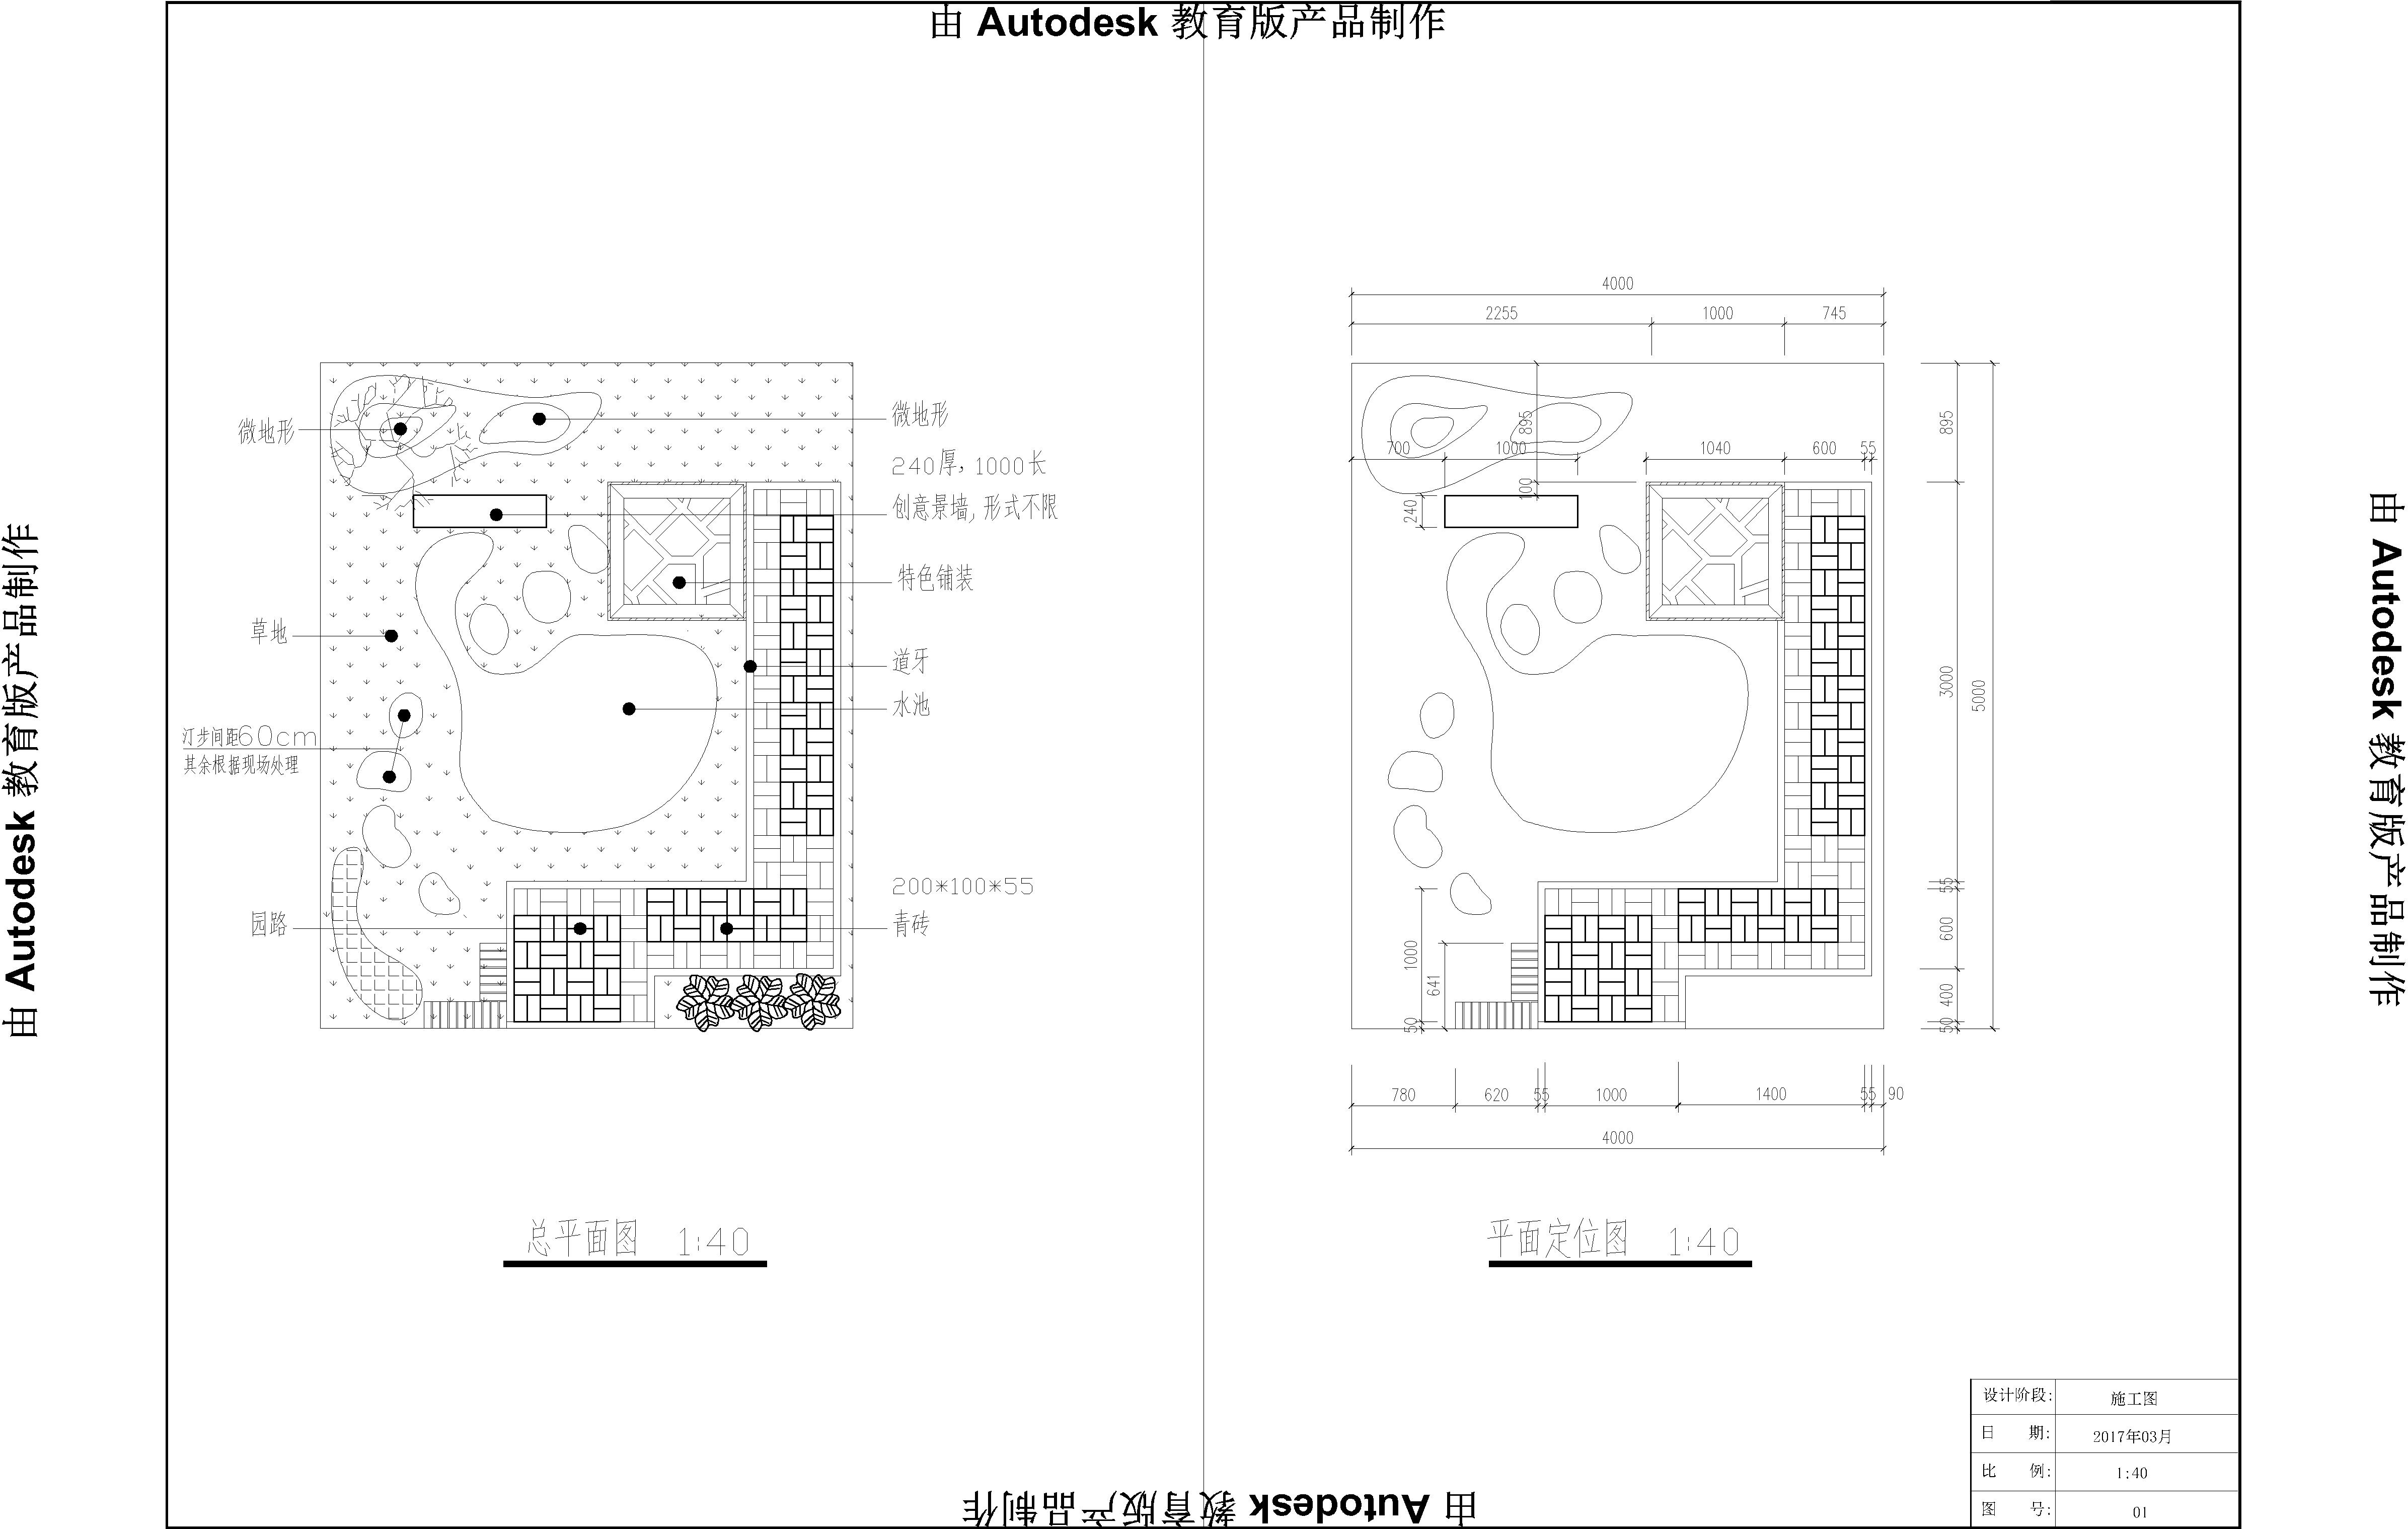 由 Autodesk 教育版产品制作
由 Autodesk 教育版产品制作
微地形
微地形
240厚，1000长
创意景墙，形式不限
特色铺装
草地
道牙
水池
汀步间距60cm
其余根据现场处理
200*100*55
园路
青砖
总平面图 1:40
4000
2255 1000 745
895
895
700 1000 1040 600 55
100
240
3000
5000
55
600
1000
641
400
50
50
780 620 55 1000 1400 55 90
4000
平面定位图 1:40
由 Autodesk 教育版产品制作
设计阶段: 施工图
日 期: 2017年03月
比 例: 1:40
图 号: 01
由 Autodesk 教育版产品制作